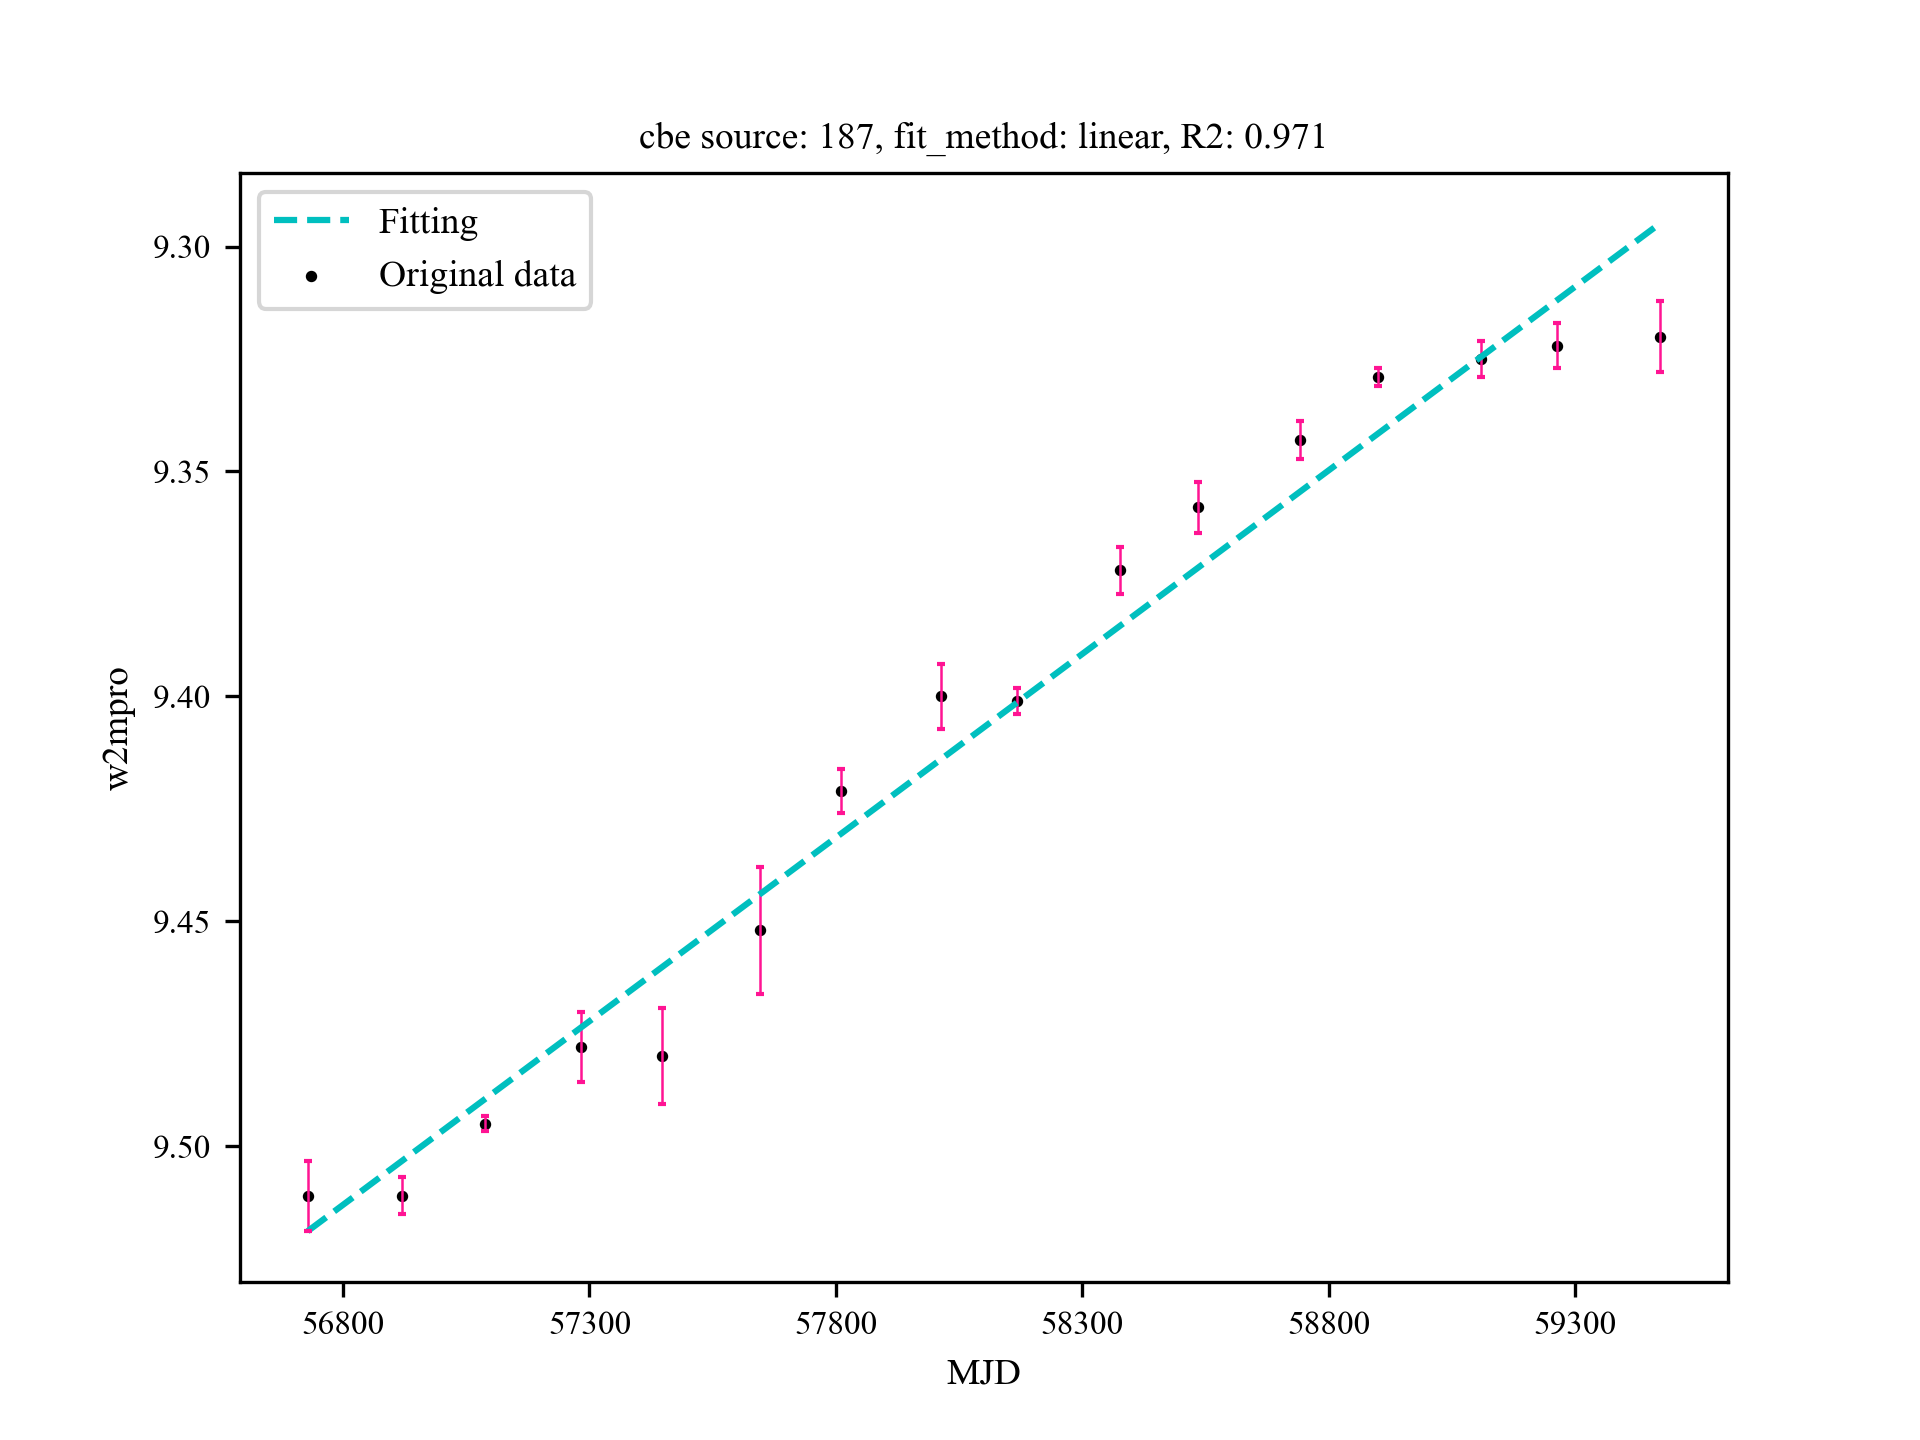 cbe source: 187, fit_method: linear, R2: 0.971
Fitting
Original data
9.30
9.35
9.40
9.45
9.50
w2mpro
56800 57300 57800 58300 58800 59300
MJD